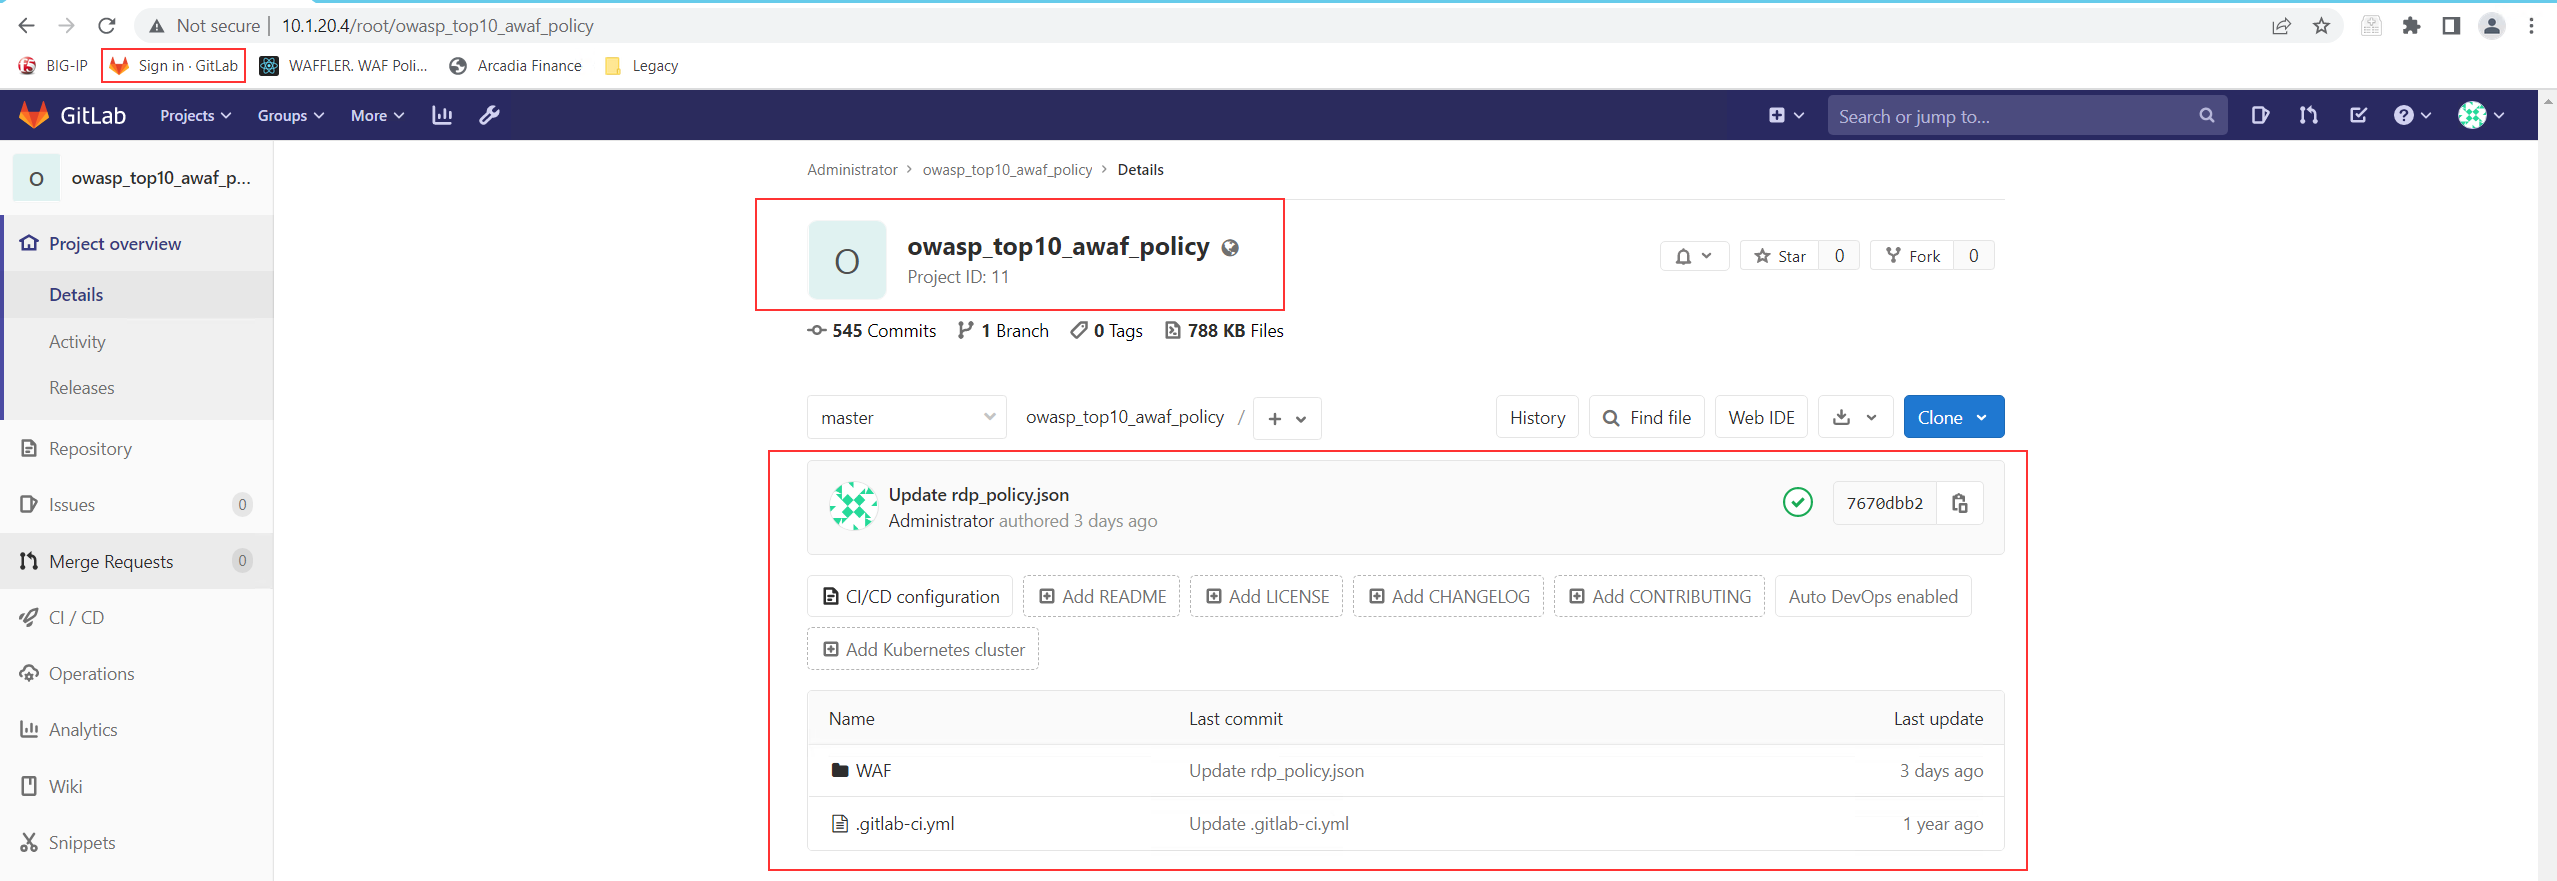 Not secure | 10.1.20.4/root/owasp_top10_awaf_policy
BIG-IP Sign in · GitLab WAFFLER. WAF Poli... Arcadia Finance Legacy
GitLab Projects Groups More Search or jump to...
O owasp_top10_awaf_p...
Project overview
Details
Activity
Releases
Repository
Issues 0
Merge Requests 0
CI / CD
Operations
Analytics
Wiki
Snippets
Administrator > owasp_top10_awaf_policy > Details
O
owasp_top10_awaf_policy
Project ID: 11
Star 0 Fork 0
545 Commits 1 Branch 0 Tags 788 KB Files
master owasp_top10_awaf_policy / + History Find file Web IDE Clone
Update rdp_policy.json
Administrator authored 3 days ago
7670dbb2
CI/CD configuration Add README Add LICENSE Add CHANGELOG Add CONTRIBUTING Auto DevOps enabled
Add Kubernetes cluster
Name Last commit Last update
WAF Update rdp_policy.json 3 days ago
.gitlab-ci.yml Update .gitlab-ci.yml 1 year ago